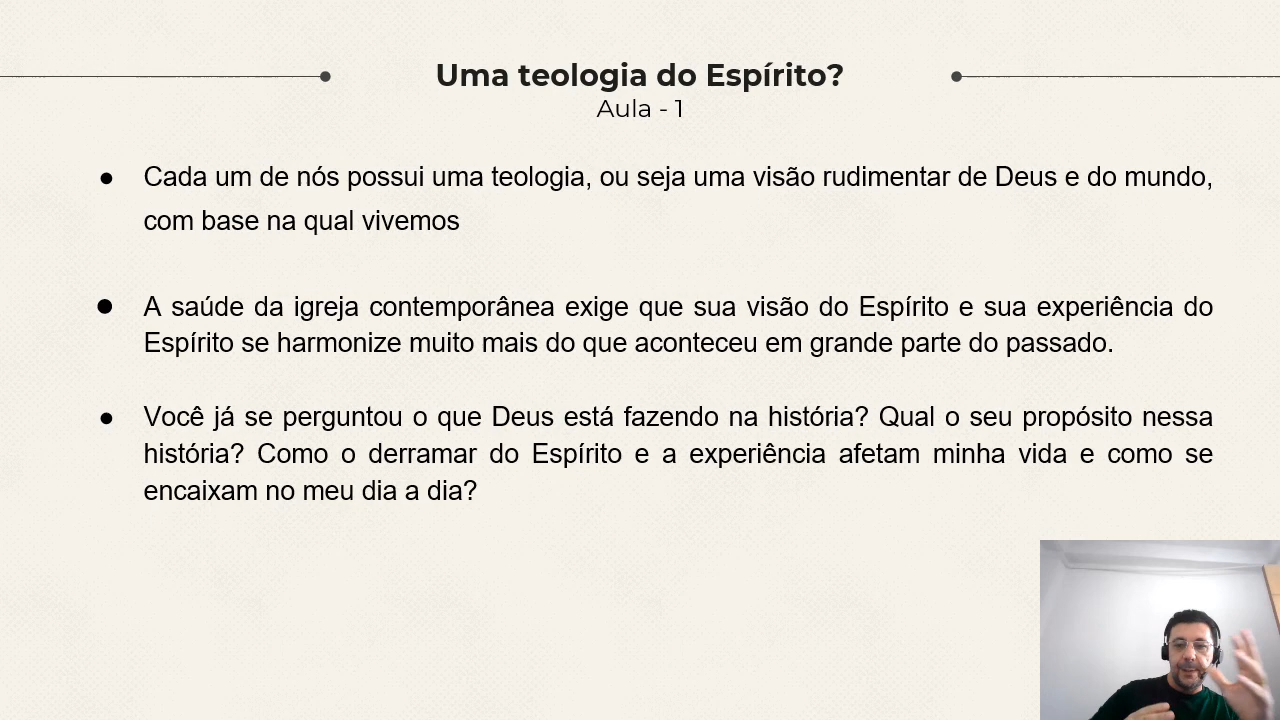 Uma teologia do Espírito?
Aula - 1
● Cada um de nós possui uma teologia, ou seja uma visão rudimentar de Deus e do mundo,
com base na qual vivemos
● A saúde da igreja contemporânea exige que sua visão do Espírito e sua experiência do
Espírito se harmonize muito mais do que aconteceu em grande parte do passado.
● Você já se perguntou o que Deus está fazendo na história? Qual o seu propósito nessa
história? Como o derramar do Espírito e a experiência afetam minha vida e como se
encaixam no meu dia a dia?